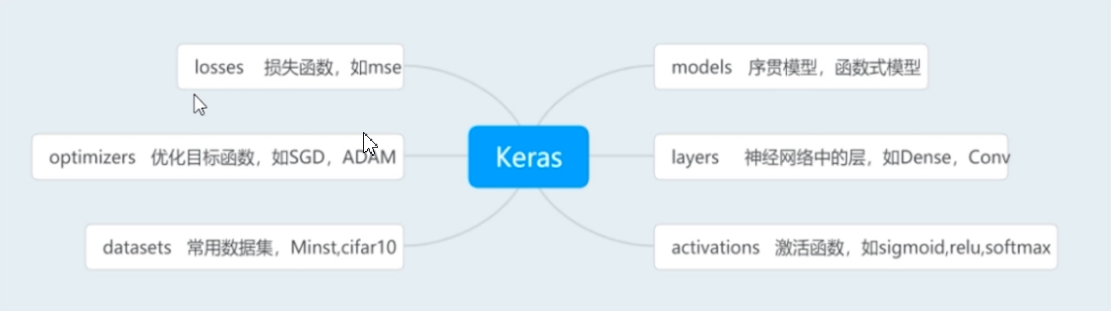 losses 损失函数，如mse
optimizers 优化目标函数，如SGD，ADAM
datasets 常用数据集，Minst,cifar10
Keras
models 序贯模型，函数式模型
layers 神经网络中的层，如Dense，Conv
activations 激活函数，如sigmoid,relu,softmax